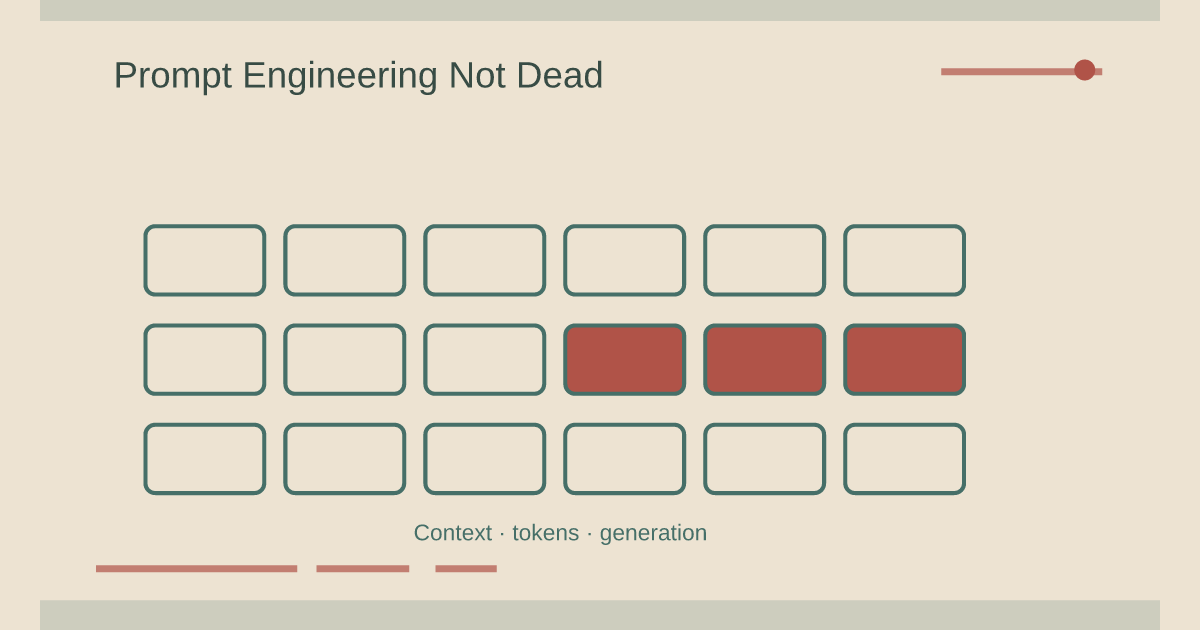 Prompt Engineering Not Dead
Context · tokens · generation